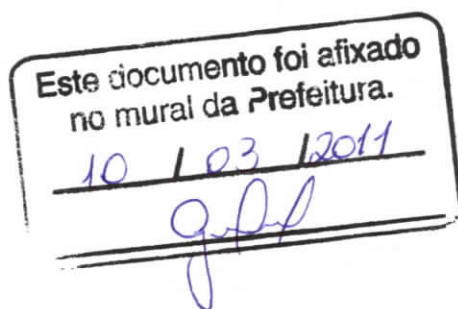 Este documento foi afixado
no mural da Prefeitura.
10 / 03 / 2011